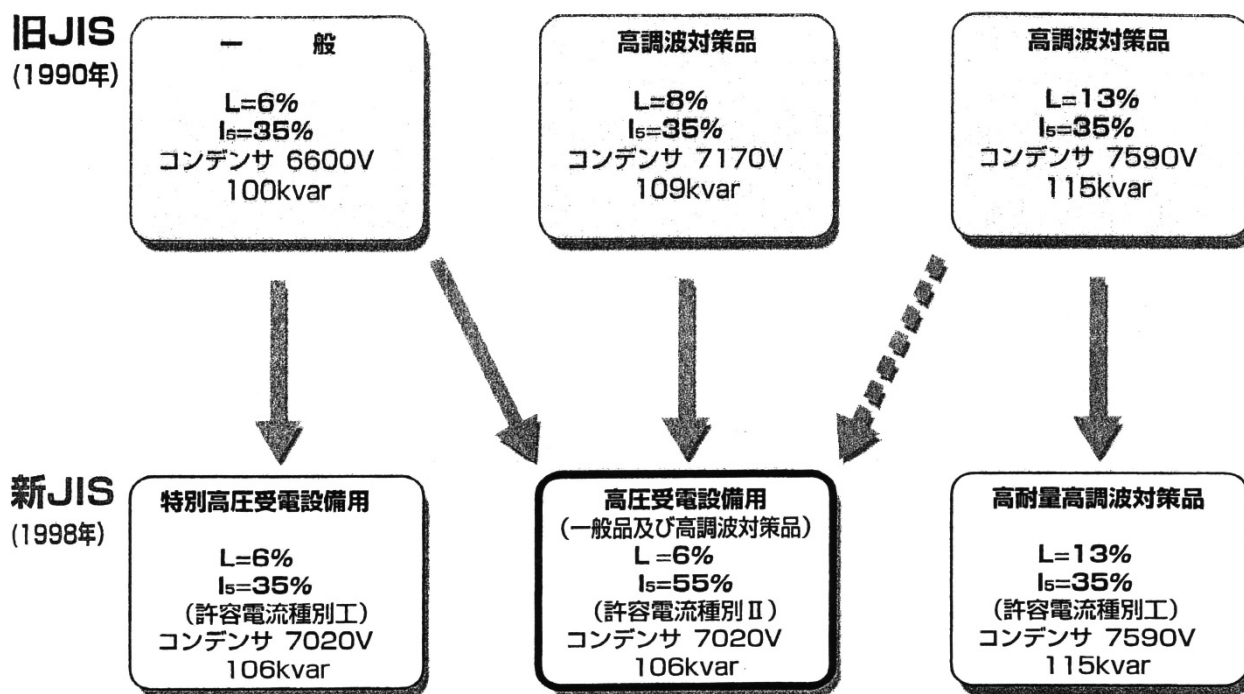 旧JIS
(1990年)
一 般
L=6%
I₅=35%
コンデンサ 6600V
100kvar
高調波対策品
L=8%
I₅=35%
コンデンサ 7170V
109kvar
高調波対策品
L=13%
I₅=35%
コンデンサ 7590V
115kvar
新JIS
(1998年)
特別高圧受電設備用
L=6%
I₅=35%
(許容電流種別工)
コンデンサ 7020V
106kvar
高圧受電設備用
(一般品及び高調波対策品)
L =6%
I₅=55%
(許容電流種別Ⅱ)
コンデンサ 7020V
106kvar
高耐量高調波対策品
L=13%
I₅=35%
(許容電流種別工)
コンデンサ 7590V
115kvar